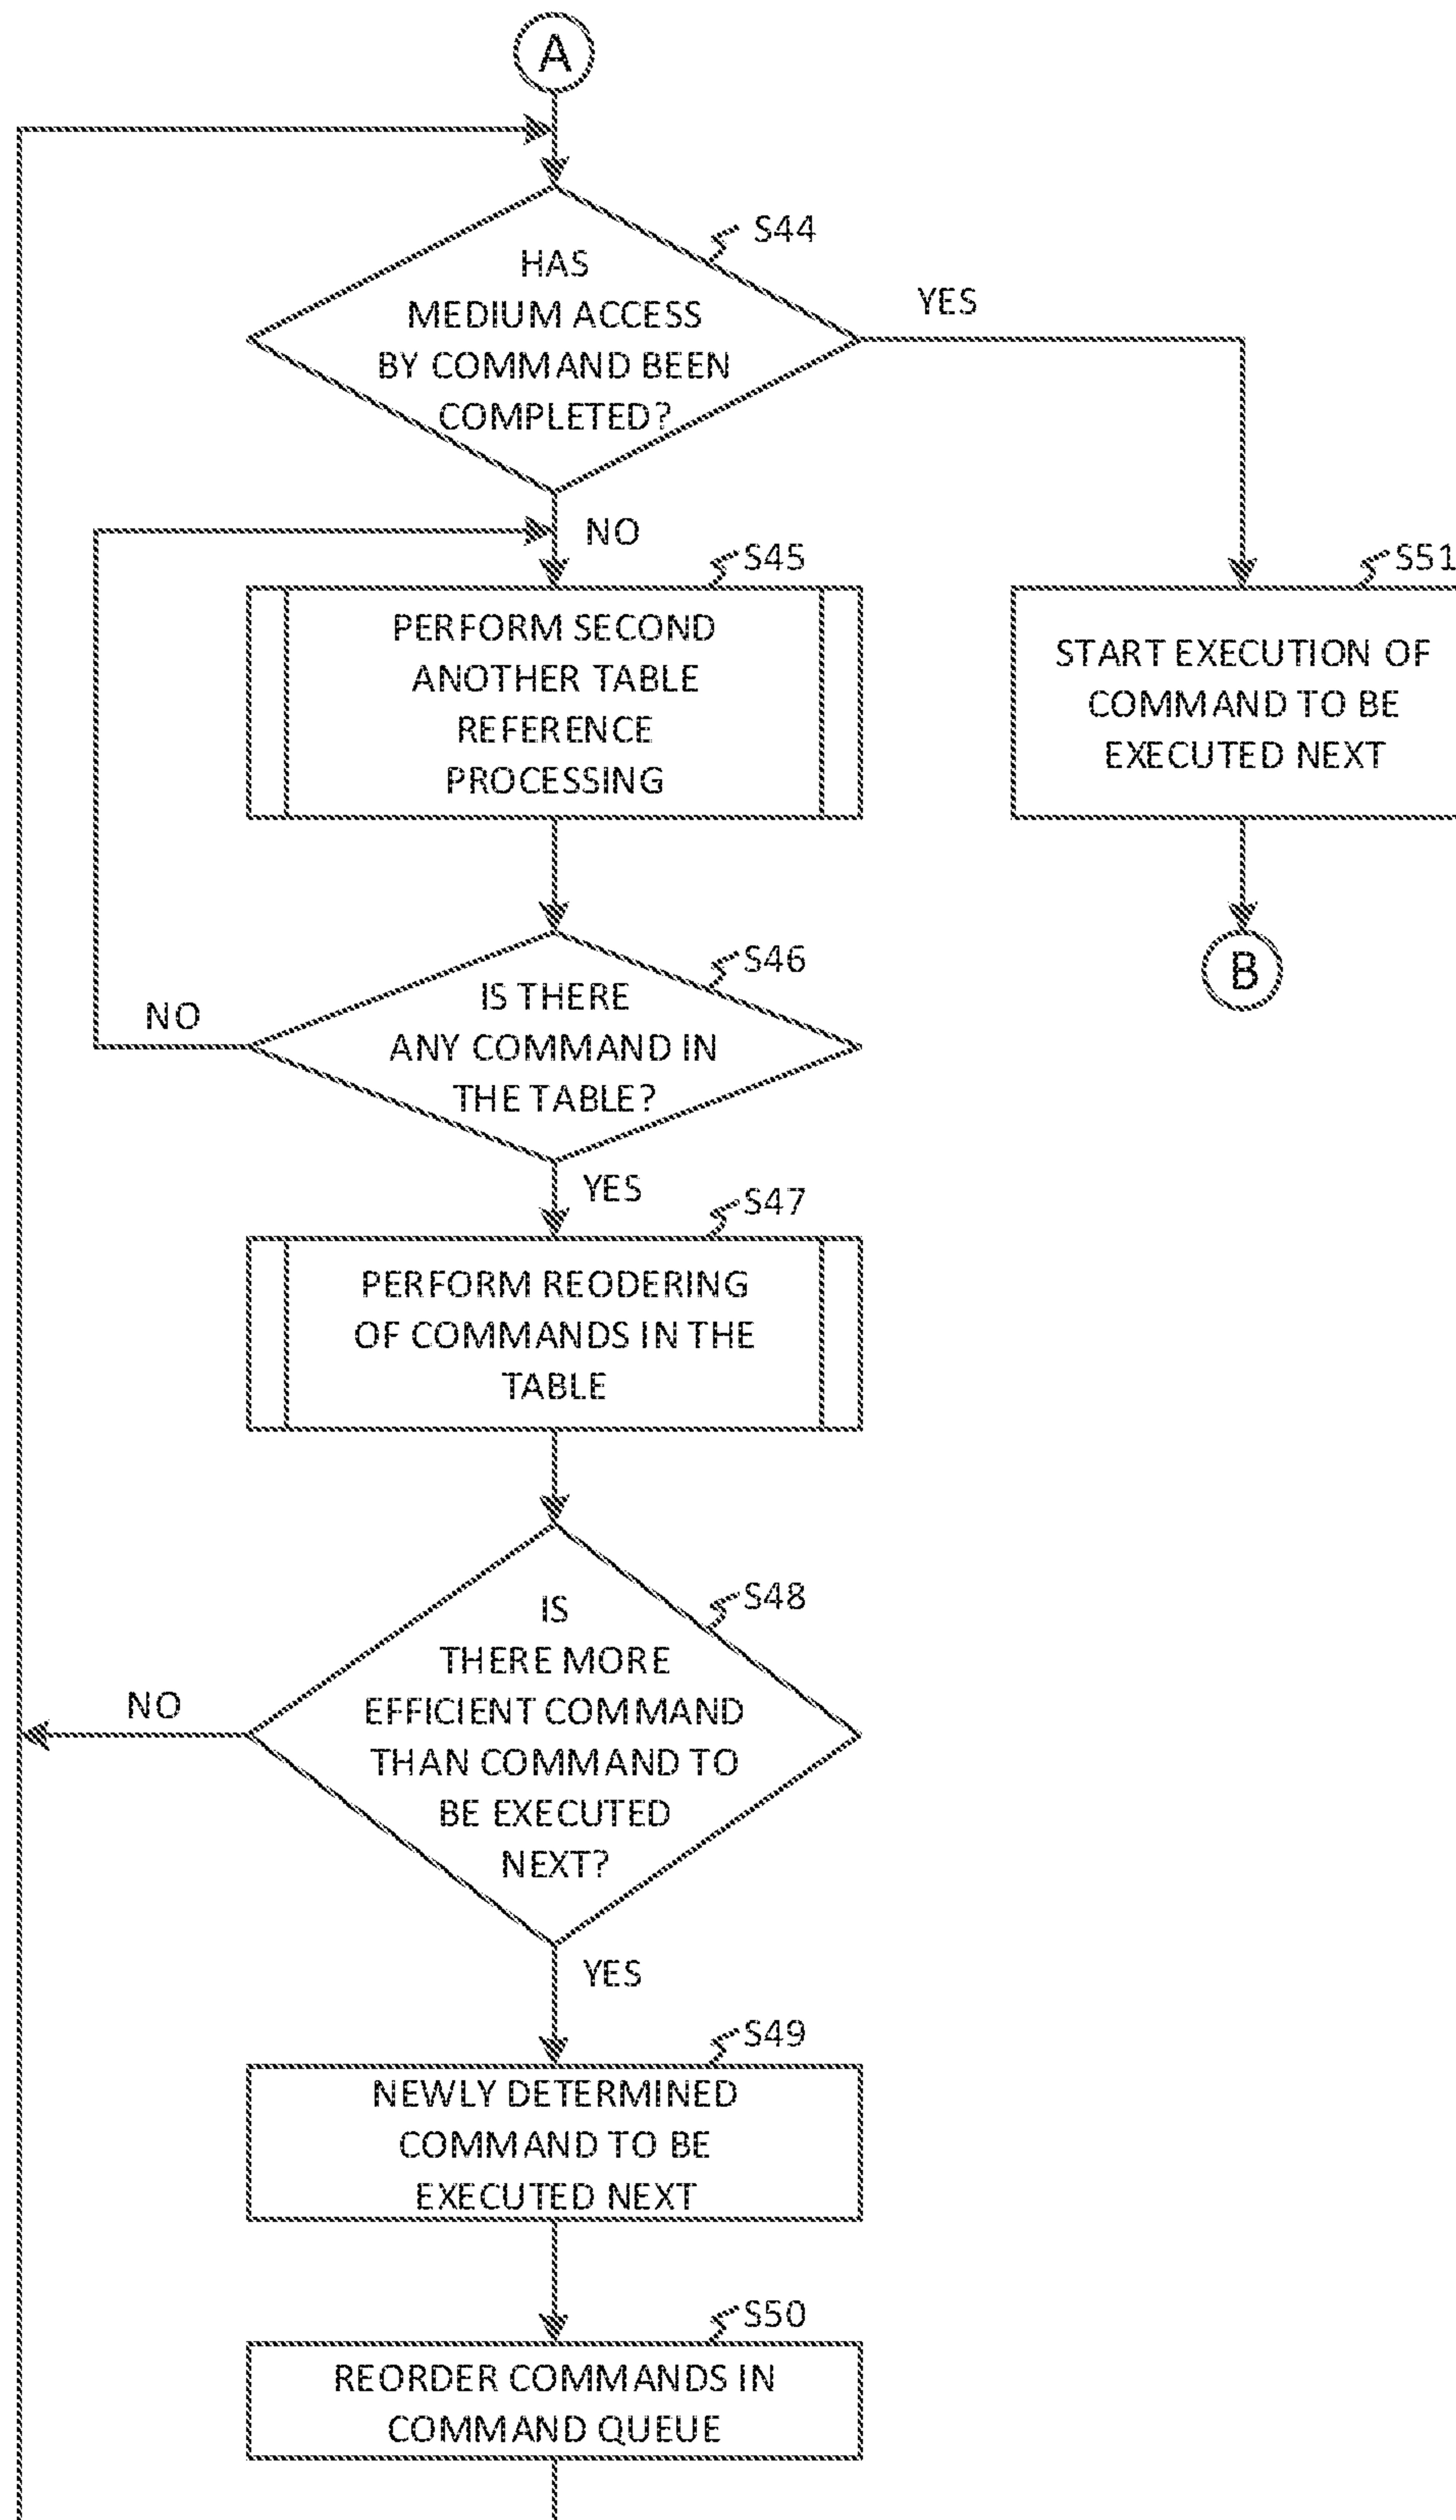 A
S44
HAS
MEDIUM ACCESS
BY COMMAND BEEN
COMPLETED?
YES
NO
S45
PERFORM SECOND
ANOTHER TABLE
REFERENCE
PROCESSING
S51
START EXECUTION OF
COMMAND TO BE
EXECUTED NEXT
B
S46
IS THERE
ANY COMMAND IN
THE TABLE?
NO
YES
S47
PERFORM REODERING
OF COMMANDS IN THE
TABLE
S48
IS
THERE MORE
EFFICIENT COMMAND
THAN COMMAND TO
BE EXECUTED
NEXT?
NO
YES
S49
NEWLY DETERMINED
COMMAND TO BE
EXECUTED NEXT
S50
REORDER COMMANDS IN
COMMAND QUEUE